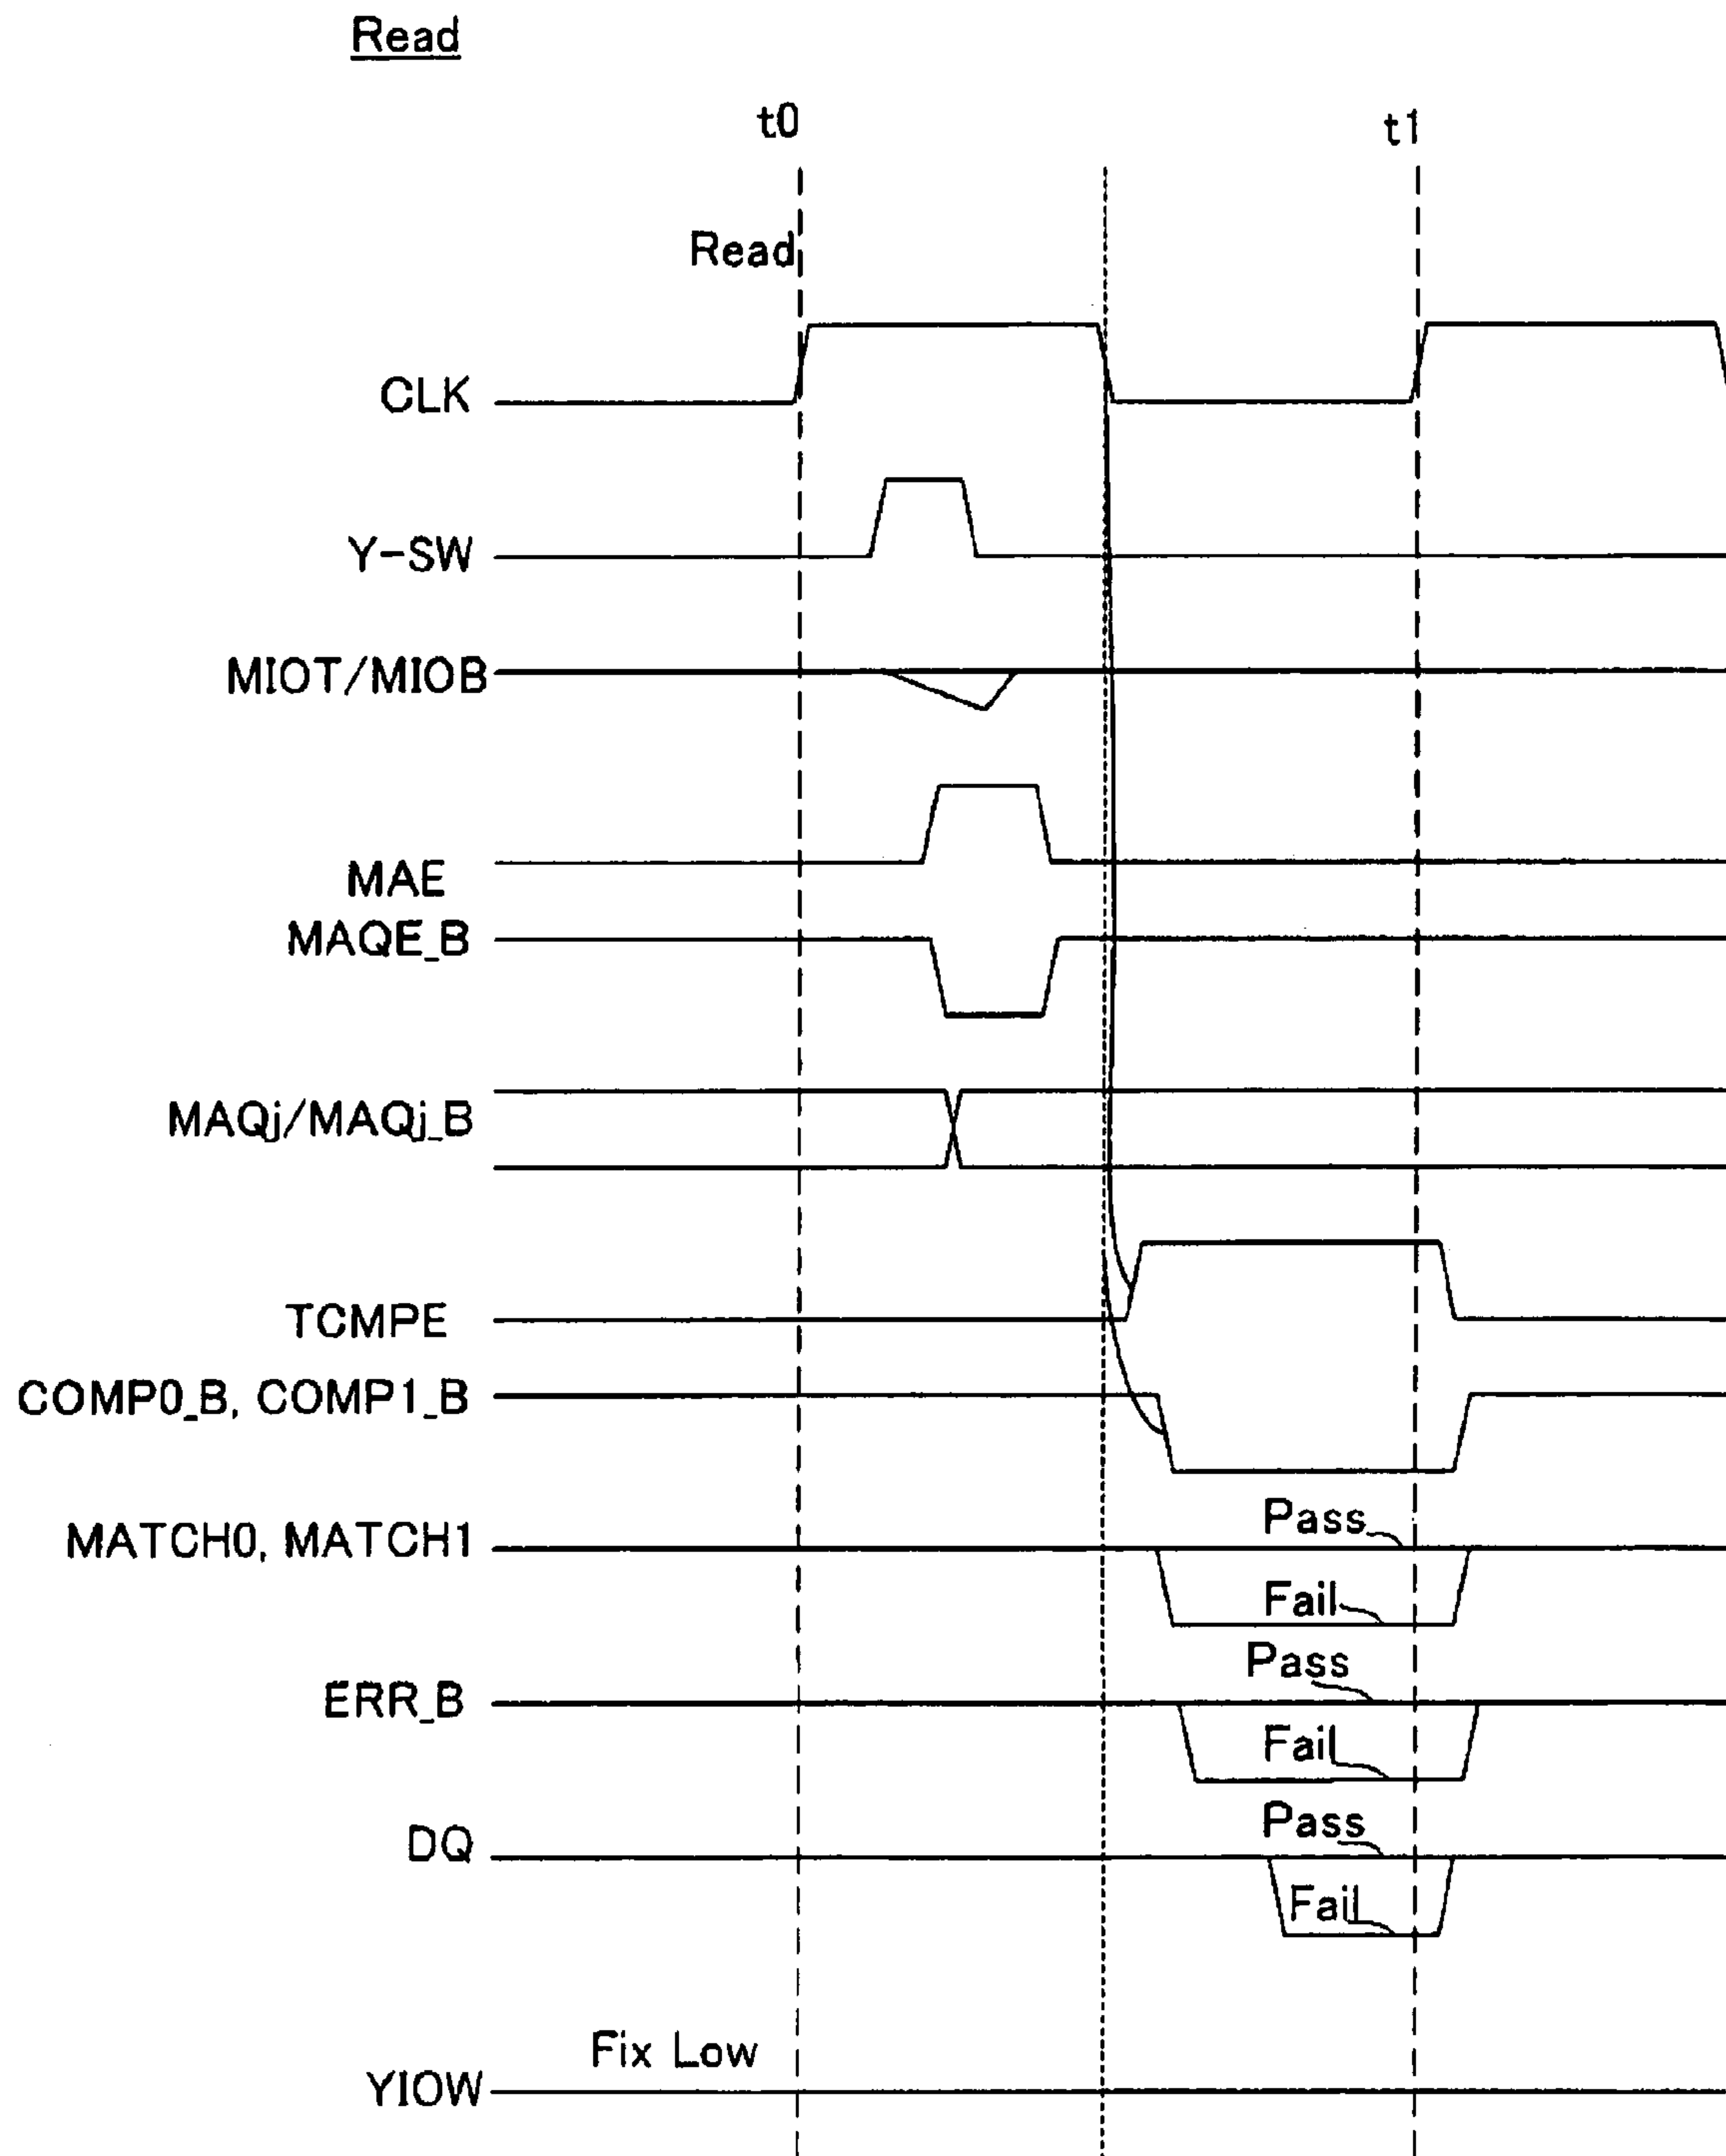 Read
t0
t1
Read
CLK
Y-SW
MIOT/MIOB
MAE
MAQE_B
MAQj/MAQj_B
TCMPE
COMP0_B, COMP1_B
Pass
MATCH0, MATCH1
Fail
Pass
ERR_B
Fail
Pass
DQ
Fail
Fix Low
YIOW